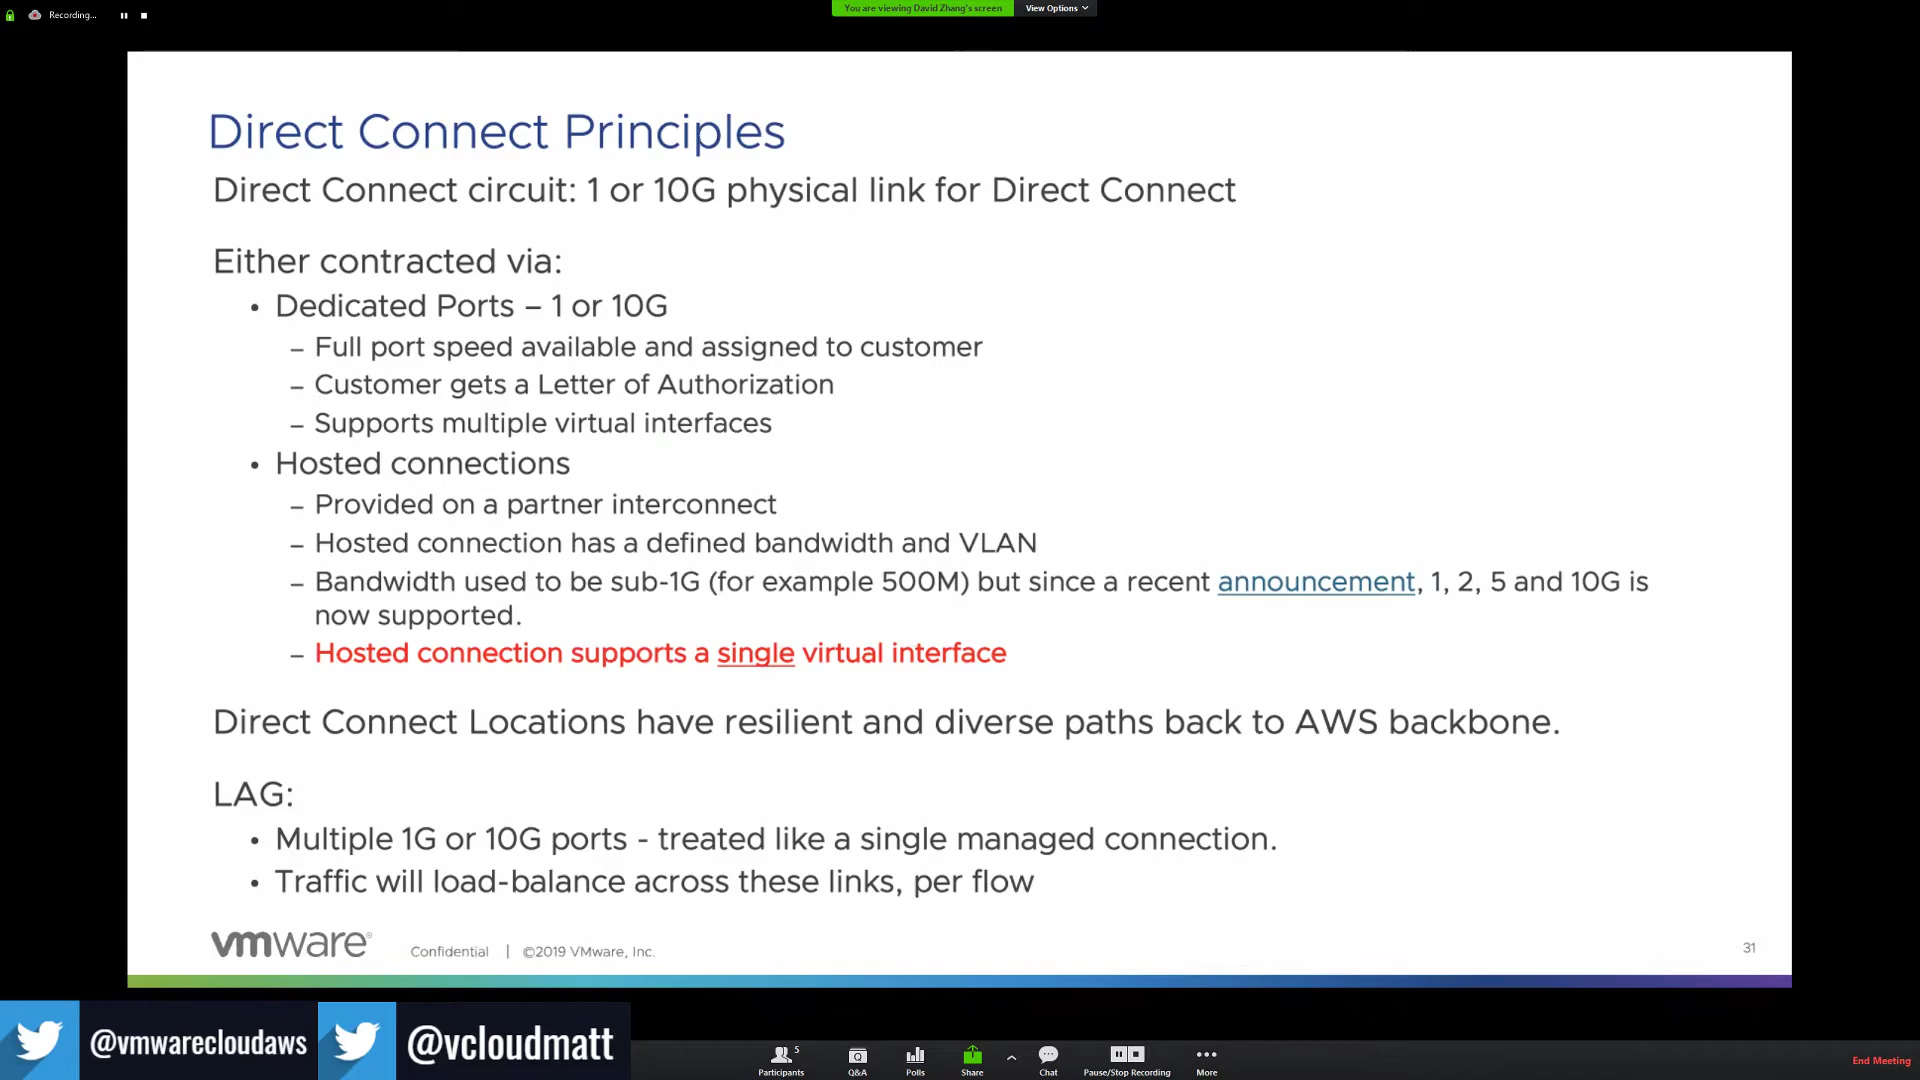 Recording...
You are viewing David Zhang's screen
View Options
Direct Connect Principles
Direct Connect circuit: 1 or 10G physical link for Direct Connect
Either contracted via:
• Dedicated Ports – 1 or 10G
– Full port speed available and assigned to customer
– Customer gets a Letter of Authorization
– Supports multiple virtual interfaces
• Hosted connections
– Provided on a partner interconnect
– Hosted connection has a defined bandwidth and VLAN
– Bandwidth used to be sub-1G (for example 500M) but since a recent announcement, 1, 2, 5 and 10G is
now supported.
– Hosted connection supports a single virtual interface
Direct Connect Locations have resilient and diverse paths back to AWS backbone.
LAG:
• Multiple 1G or 10G ports - treated like a single managed connection.
• Traffic will load-balance across these links, per flow
vmware®
Confidential | ©2019 VMware, Inc.
31
@vmwarecloudaws
@vcloudmatt
5
Participants
Q&A
Polls
Share
Chat
Pause/Stop Recording
More
End Meeting